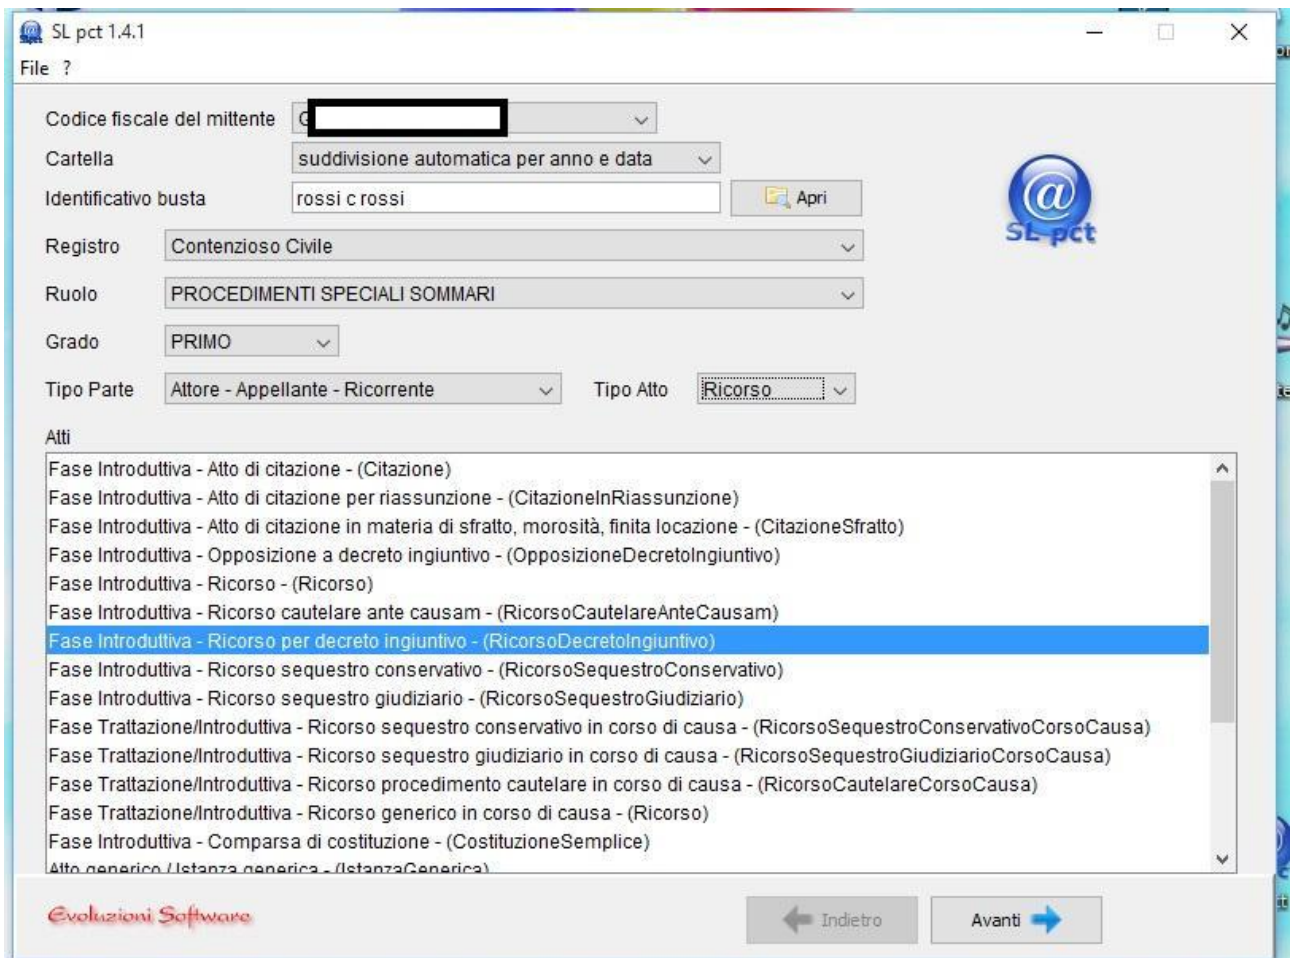 SL pct 1.4.1
File ?
Codice fiscale del mittente G
Cartella suddivisione automatica per anno e data
Identificativo busta rossi c rossi Apri
@
SL pct
Registro Contenzioso Civile
Ruolo PROCEDIMENTI SPECIALI SOMMARI
Grado PRIMO
Tipo Parte Attore - Appellante - Ricorrente Tipo Atto Ricorso
Atti
Fase Introduttiva - Atto di citazione - (Citazione)
Fase Introduttiva - Atto di citazione per riassunzione - (CitazioneInRiassunzione)
Fase Introduttiva - Atto di citazione in materia di sfratto, morosità, finita locazione - (CitazioneSfratto)
Fase Introduttiva - Opposizione a decreto ingiuntivo - (OpposizioneDecretoIngiuntivo)
Fase Introduttiva - Ricorso - (Ricorso)
Fase Introduttiva - Ricorso cautelare ante causam - (RicorsoCautelareAnteCausam)
Fase Introduttiva - Ricorso per decreto ingiuntivo - (RicorsoDecretoIngiuntivo)
Fase Introduttiva - Ricorso sequestro conservativo - (RicorsoSequestroConservativo)
Fase Introduttiva - Ricorso sequestro giudiziario - (RicorsoSequestroGiudiziario)
Fase Trattazione/Introduttiva - Ricorso sequestro conservativo in corso di causa - (RicorsoSequestroConservativoCorsoCausa)
Fase Trattazione/Introduttiva - Ricorso sequestro giudiziario in corso di causa - (RicorsoSequestroGiudiziarioCorsoCausa)
Fase Trattazione/Introduttiva - Ricorso procedimento cautelare in corso di causa - (RicorsoCautelareCorsoCausa)
Fase Trattazione/Introduttiva - Ricorso generico in corso di causa - (Ricorso)
Fase Introduttiva - Comparsa di costituzione - (CostituzioneSemplice)
Atto generico / Istanza generica - (IstanzaGenerica)
Evoluzioni Software Indietro Avanti